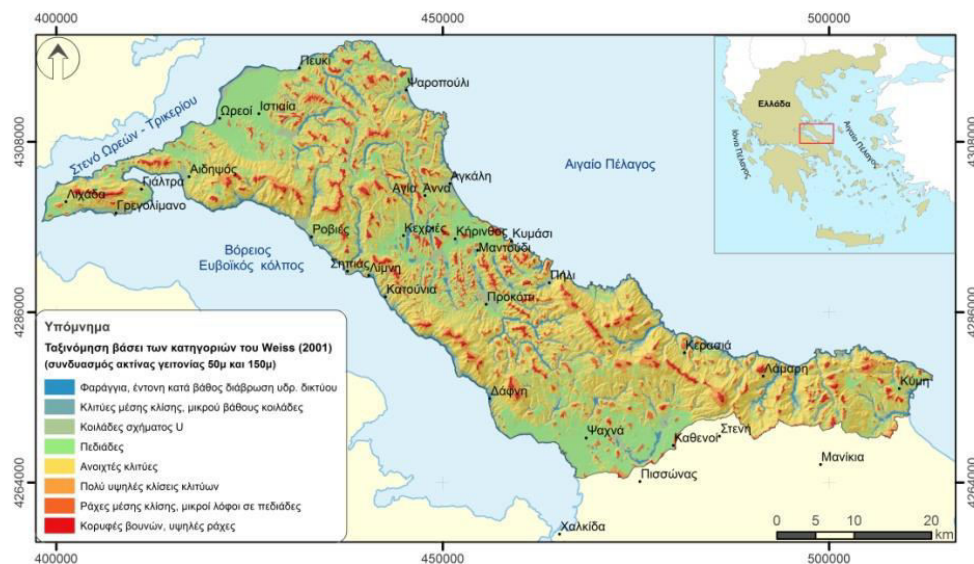 400000
450000
500000
4308000
4286000
4264000
4308000
4286000
4264000
400000
450000
500000
Πευκί
Ψαροπούλι
Ιστιαία
Ωρεοί
Στενό Ωρεών - Τρικερίου
Αιδηψός
Γιάλτρα
Λιχάδα
Γρεγολίμανο
Αγκάλη
Αγία Άννα
Ροβιές
Κεχριές
Κήρινθος
Κυμάσι
Μαντούδι
Βόρειος
Ευβοϊκός κόλπος
Σηπιάς
Λίμνη
Πήλι
Κατούνια
Προκόπι
Κερασιά
Λάμαρη
Κύμη
Δάφνη
Ψαχνά
Καθενοί
Στενή
Πισσώνας
Μανίκια
Χαλκίδα
Αιγαίο Πέλαγος
Ελλάδα
Ιόνιο Πέλαγος
Αιγαίο Πέλαγος
Υπόμνημα
Ταξινόμηση βάσει των κατηγοριών του Weiss (2001)
(συνδυασμός ακτίνας γειτονίας 50μ και 150μ)
Φαράγγια, έντονη κατά βάθος διάβρωση υδρ. δικτύου
Κλιτύες μέσης κλίσης, μικρού βάθους κοιλάδες
Κοιλάδες σχήματος U
Πεδιάδες
Ανοιχτές κλιτύες
Πολύ υψηλές κλίσεις κλιτύων
Ράχες μέσης κλίσης, μικροί λόφοι σε πεδιάδες
Κορυφές βουνών, υψηλές ράχες
0 5 10 20
km